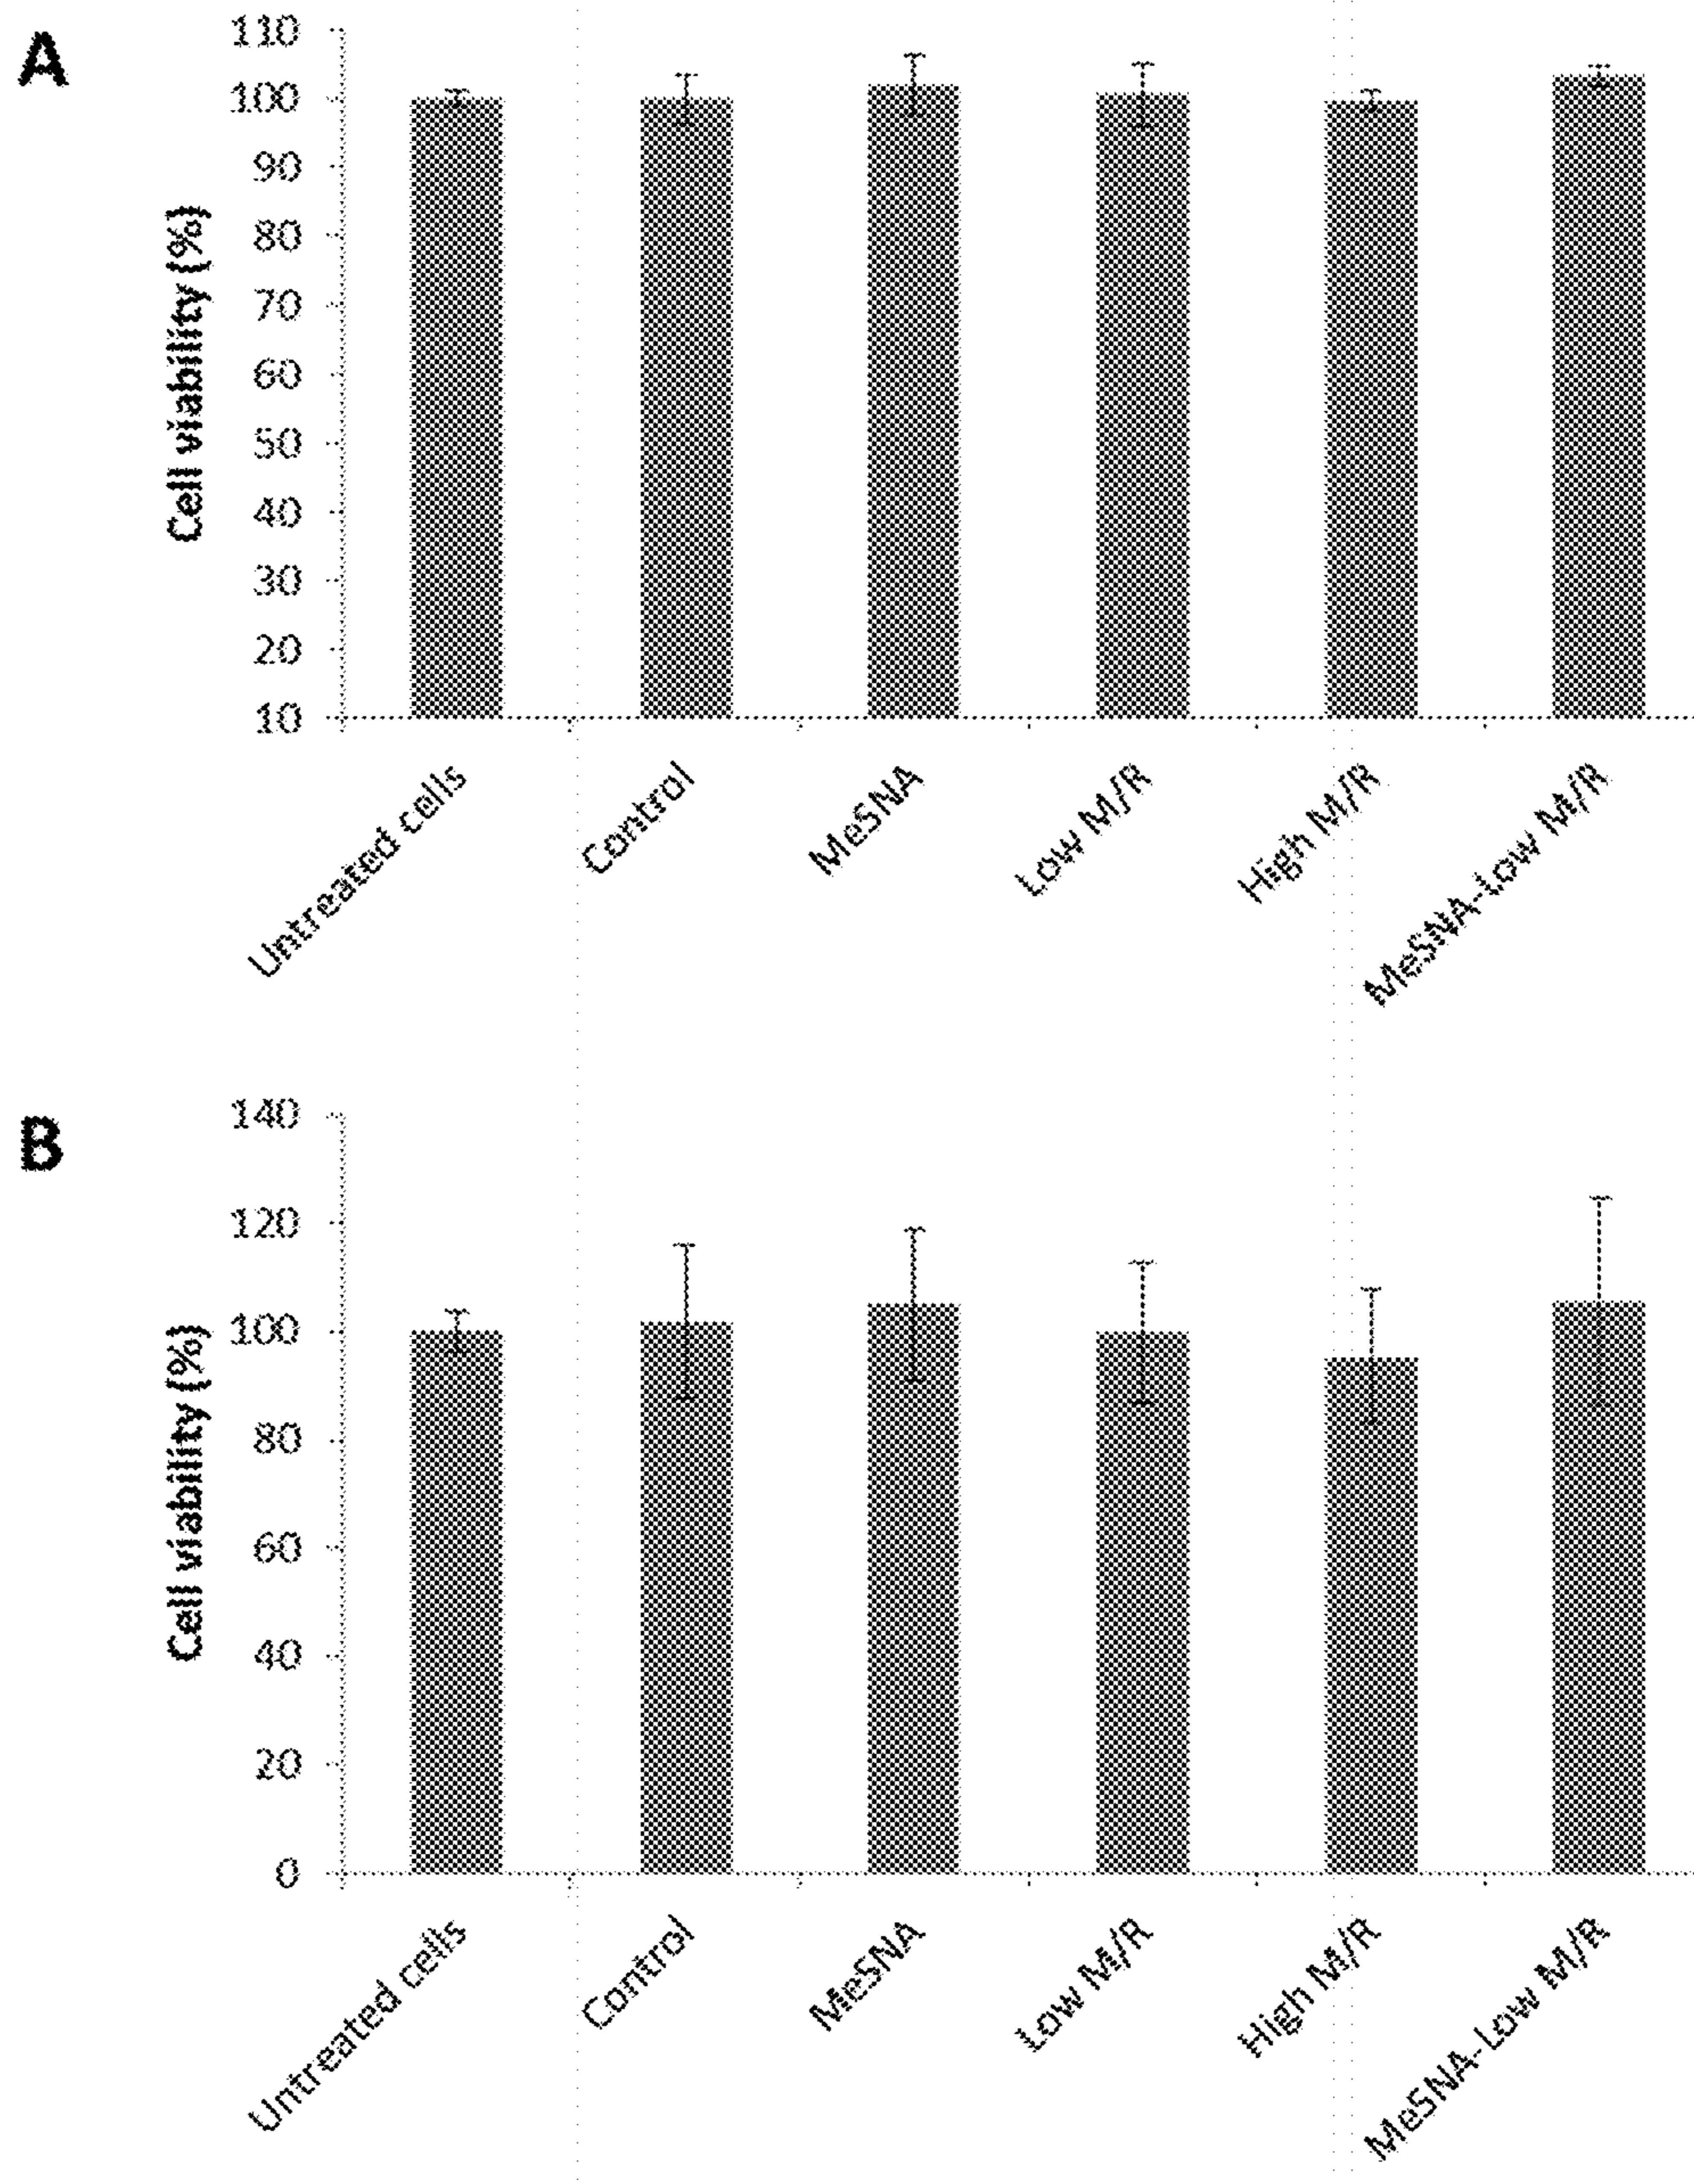 A
Cell viability (%)
110
100
90
80
70
60
50
40
30
20
10
Untreated cells
Control
MeSNA
Low M/R
High M/R
MeSNA-Low M/R
B
Cell viability (%)
140
120
100
80
60
40
20
0
Untreated cells
Control
MeSNA
Low M/R
High M/R
MeSNA-Low M/R